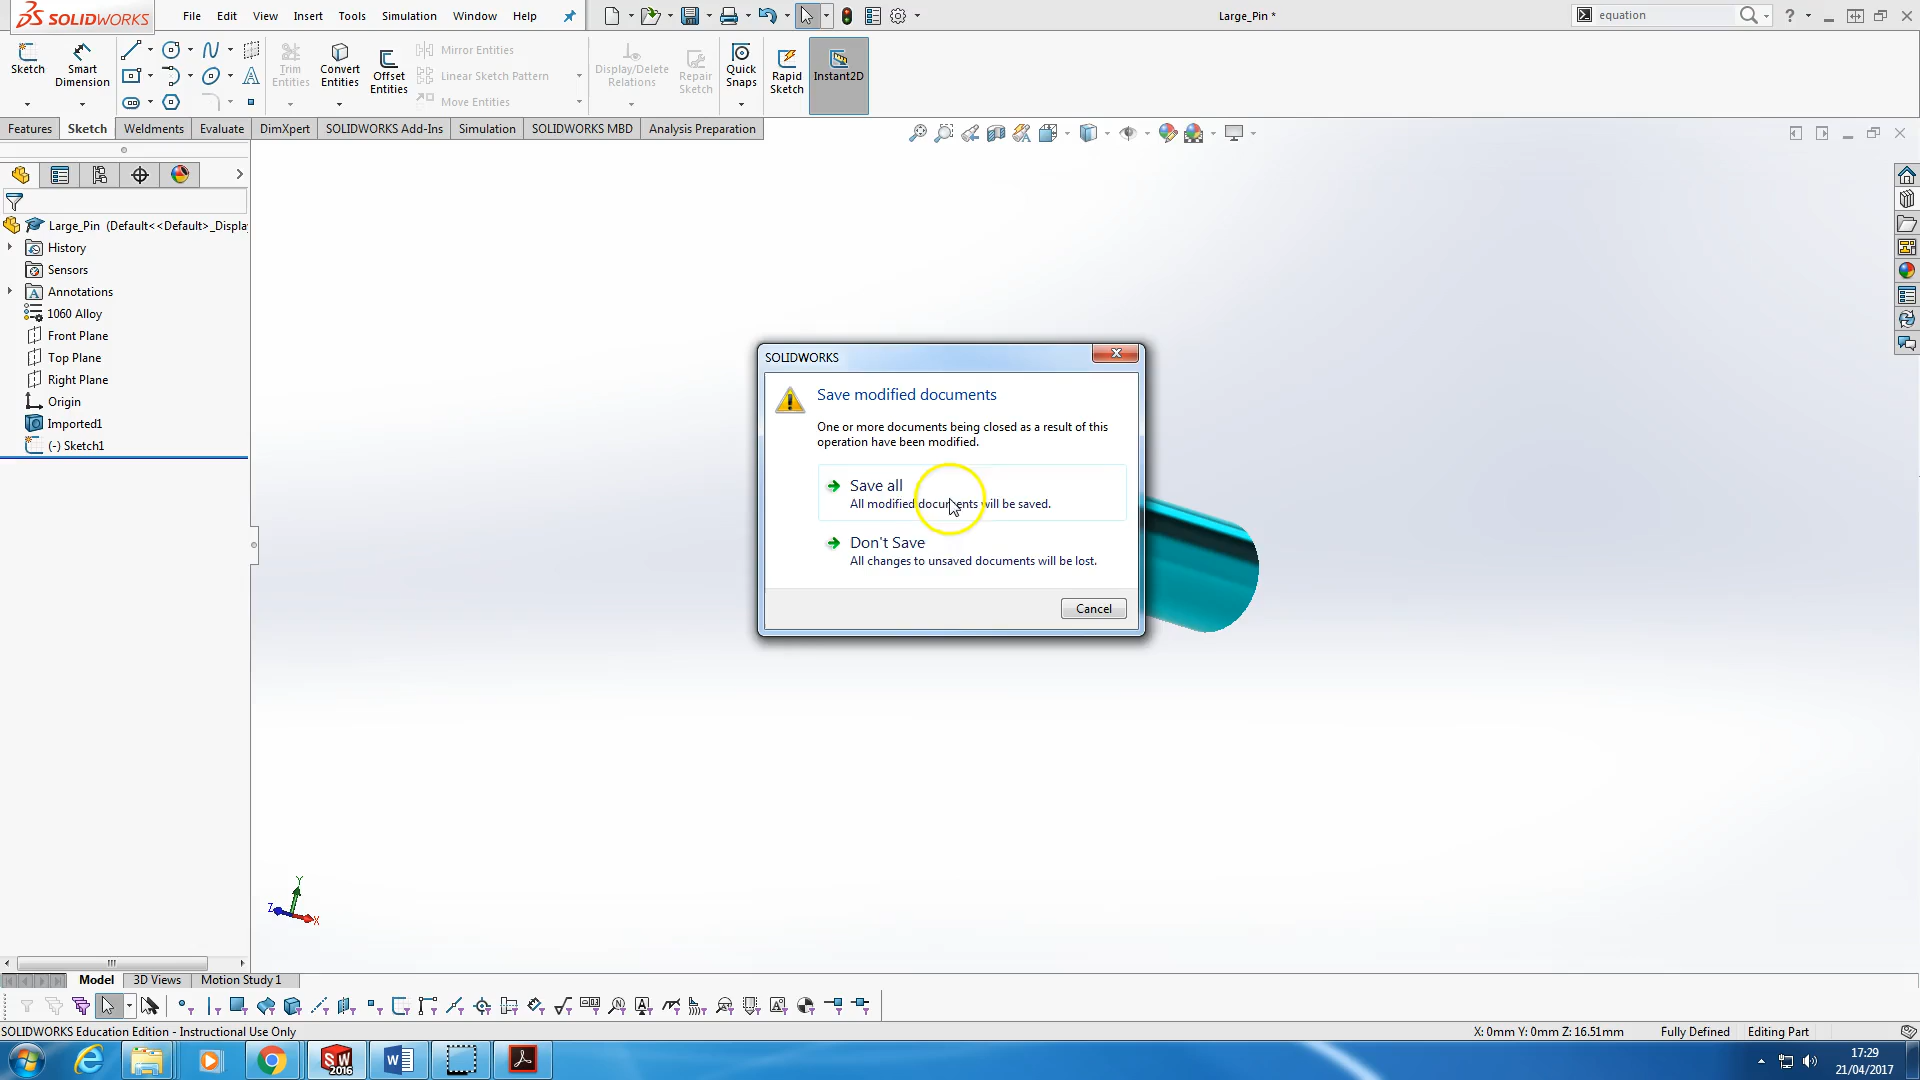 SOLIDWORKS
File Edit View Insert Tools Simulation Window Help
Large_Pin *
equation
Sketch
Smart
Dimension
Trim
Entities
Convert
Entities
Offset
Entities
Mirror Entities
Linear Sketch Pattern
Move Entities
Display/Delete
Relations
Repair
Sketch
Quick
Snaps
Rapid
Sketch
Instant2D
Features Sketch Weldments Evaluate DimXpert SOLIDWORKS Add-Ins Simulation SOLIDWORKS MBD Analysis Preparation
Large_Pin (Default<<Default>_Displa
History
Sensors
Annotations
1060 Alloy
Front Plane
Top Plane
Right Plane
Origin
Imported1
(-) Sketch1
SOLIDWORKS
Save modified documents
One or more documents being closed as a result of this
operation have been modified.
Save all
All modified documents will be saved.
Don't Save
All changes to unsaved documents will be lost.
Cancel
Y
Z
X
Model 3D Views Motion Study 1
SOLIDWORKS Education Edition - Instructional Use Only
X: 0mm Y: 0mm Z: 16.51mm Fully Defined Editing Part
SW
2016
17:29
21/04/2017